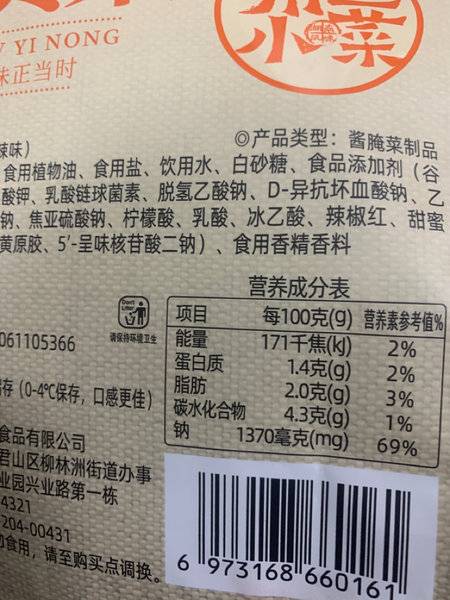 Y YI NONG
味正当时
小菜
辣味)
◎产品类型：酱腌菜制品
、食用植物油、食用盐、饮用水、白砂糖、食品添加剂（谷
酸钾、乳酸链球菌素、脱氢乙酸钠、D-异抗坏血酸钠、乙
钠、焦亚硫酸钠、柠檬酸、乳酸、冰乙酸、辣椒红、甜蜜
黄原胶、5'-呈味核苷酸二钠）、食用香精香料
营养成分表
项目 每100克(g) 营养素参考值%
能量 171千焦(kJ) 2%
蛋白质 1.4克(g) 2%
脂肪 2.0克(g) 3%
碳水化合物 4.3克(g) 1%
钠 1370毫克(mg) 69%
Don't Litter
请保持环境卫生
061105366
存（0-4℃保存，口感更佳）
食品有限公司
君山区柳林洲街道办事
业园兴业路第一栋
4321
-204-00431
食用，请至购买点调换。
6 973168 660161